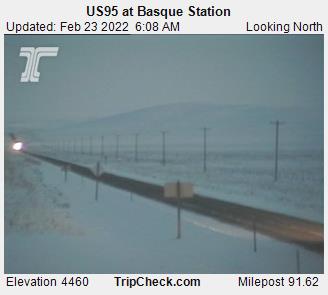 US95 at Basque Station
Updated: Feb 23 2022 6:08 AM Looking North
Elevation 4460 TripCheck.com Milepost 91.62